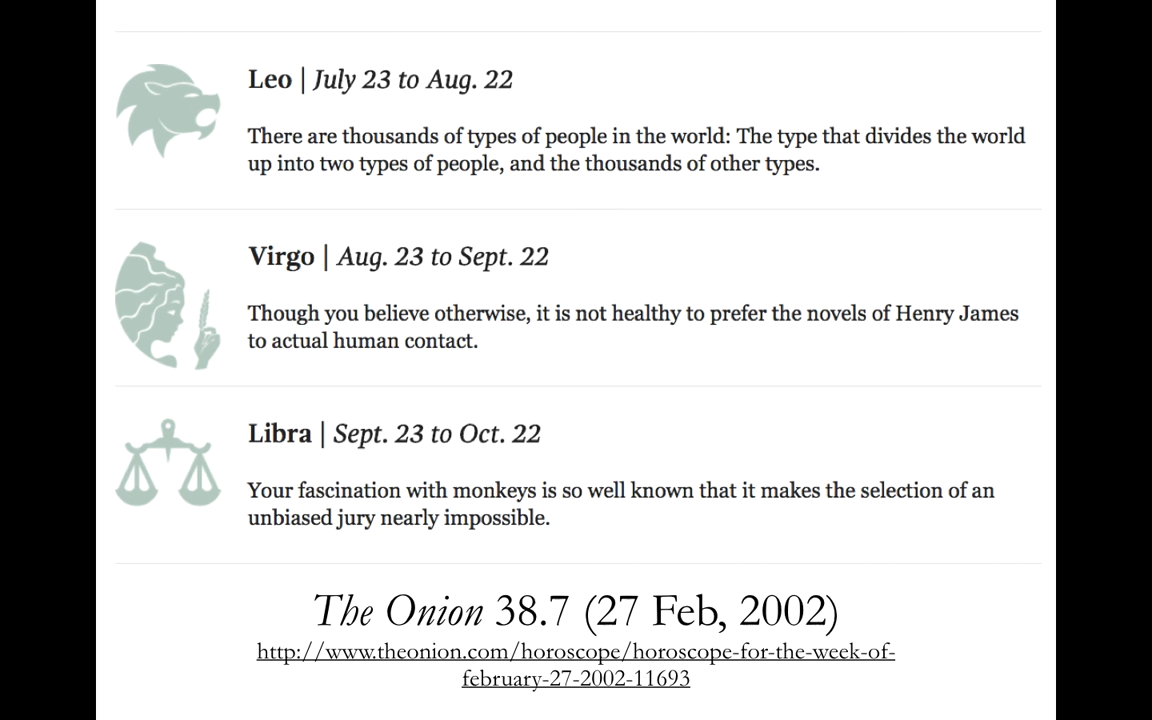 Leo | July 23 to Aug. 22
There are thousands of types of people in the world: The type that divides the world
up into two types of people, and the thousands of other types.
Virgo | Aug. 23 to Sept. 22
Though you believe otherwise, it is not healthy to prefer the novels of Henry James
to actual human contact.
Libra | Sept. 23 to Oct. 22
Your fascination with monkeys is so well known that it makes the selection of an
unbiased jury nearly impossible.
The Onion 38.7 (27 Feb, 2002)
http://www.theonion.com/horoscope/horoscope-for-the-week-of-
february-27-2002-11693